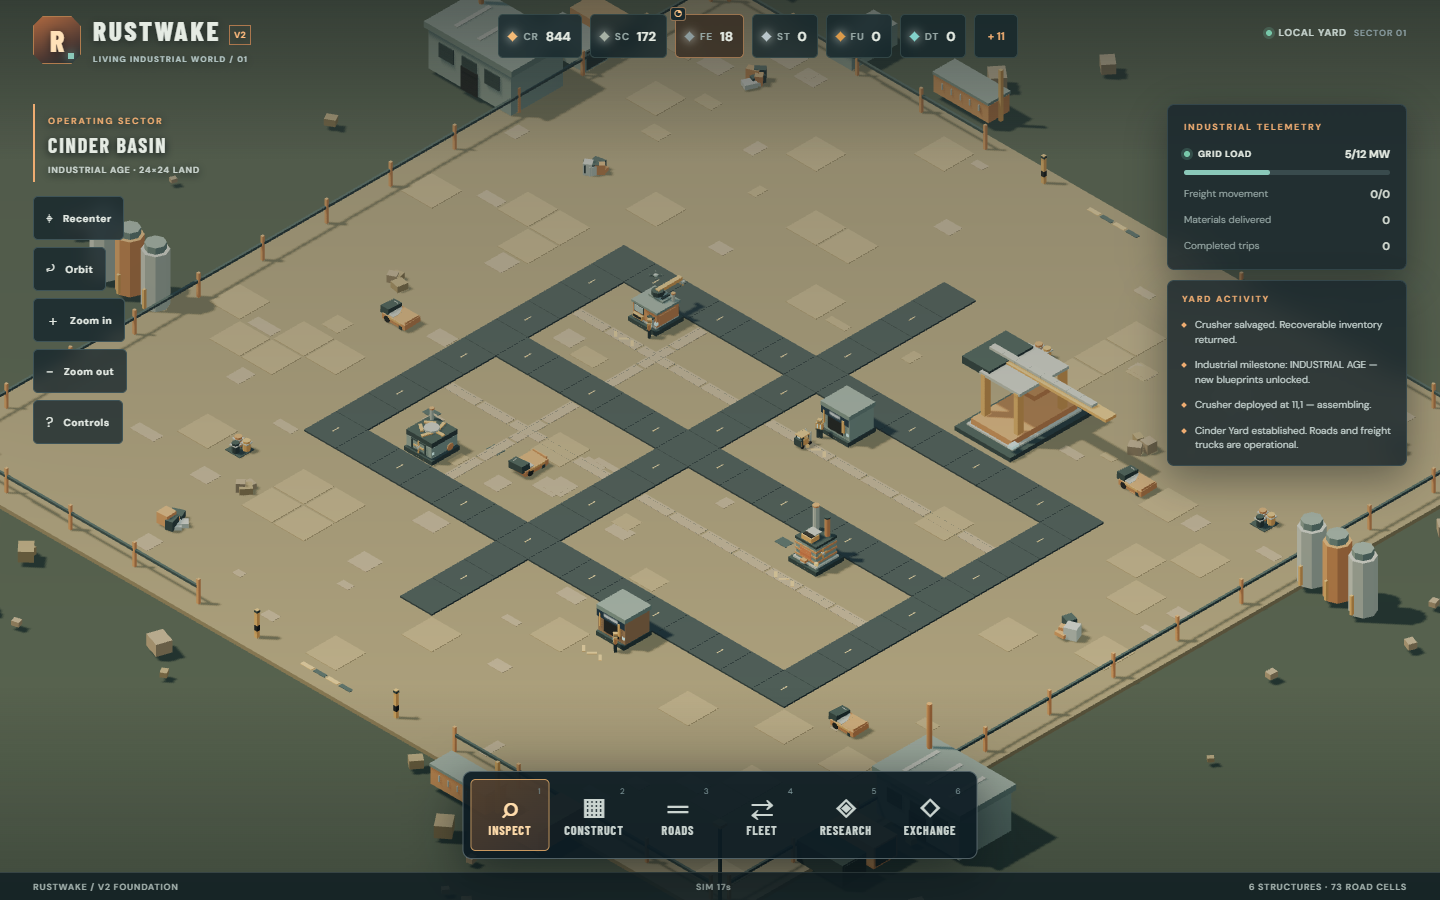 R RUSTWAKE V2
LIVING INDUSTRIAL WORLD / 01
CR 844 SC 172 FE 18 ST 0 FU 0 DT 0 +11
LOCAL YARD SECTOR 01
OPERATING SECTOR
CINDER BASIN
INDUSTRIAL AGE · 24×24 LAND
Recenter
Orbit
+ Zoom in
− Zoom out
? Controls
INDUSTRIAL TELEMETRY
GRID LOAD 5/12 MW
Freight movement 0/0
Materials delivered 0
Completed trips 0
YARD ACTIVITY
Crusher salvaged. Recoverable inventory
returned.
Industrial milestone: INDUSTRIAL AGE —
new blueprints unlocked.
Crusher deployed at 11,1 — assembling.
Cinder Yard established. Roads and freight
trucks are operational.
1 2 3 4 5 6
INSPECT CONSTRUCT ROADS FLEET RESEARCH EXCHANGE
RUSTWAKE / V2 FOUNDATION SIM 17s 6 STRUCTURES · 73 ROAD CELLS